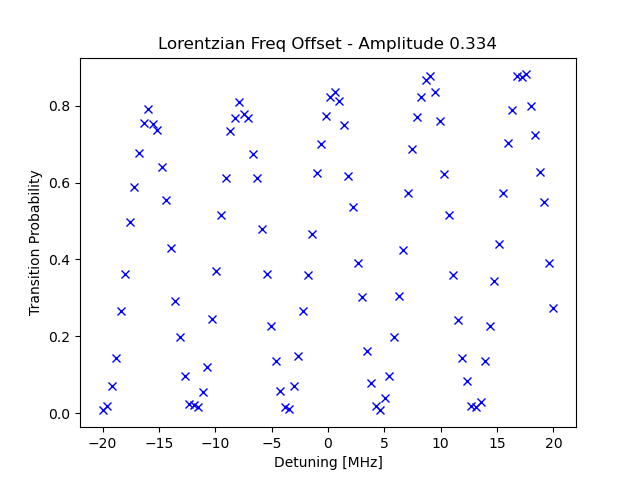 Lorentzian Freq Offset - Amplitude 0.334
Transition Probability
0.8
0.6
0.4
0.2
0.0
−20 −15 −10 −5 0 5 10 15 20
Detuning [MHz]